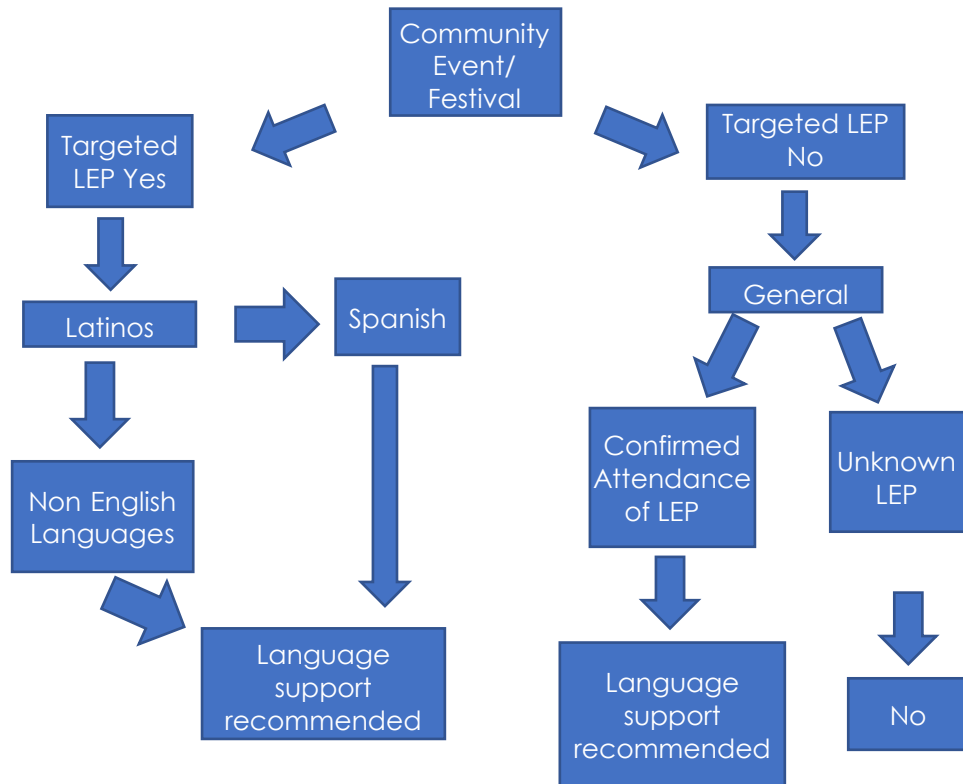 Community
Event/
Festival
Targeted
LEP Yes
Targeted LEP
No
Latinos
Spanish
General
Non English
Languages
Confirmed
Attendance
of LEP
Unknown
LEP
Language
support
recommended
Language
support
recommended
No